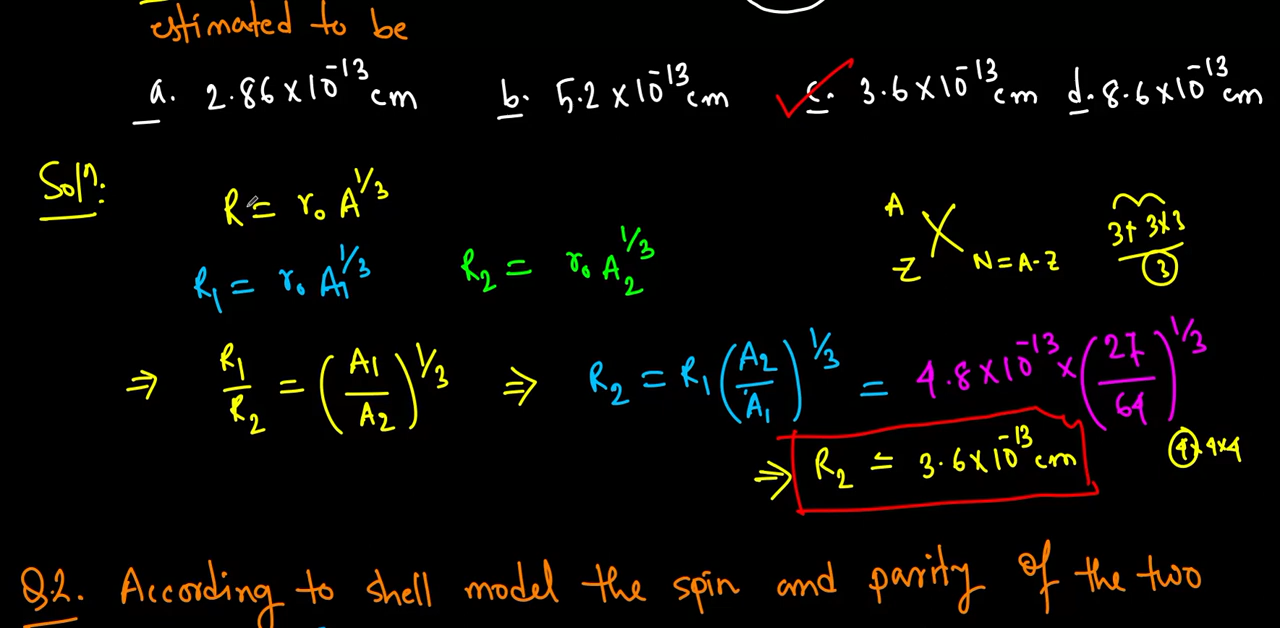 estimated to be
a. 2.86×10⁻¹³ cm b. 5.2×10⁻¹³ cm c. 3.6×10⁻¹³ cm d. 8.6×10⁻¹³ cm
Solⁿ:
R = r₀ A^1/3
R₁ = r₀ A₁^1/3 R₂ = r₀ A₂^1/3
A
Z X N=A-Z
3+ 3×3
3
⇒ R₁/R₂ = (A₁/A₂)^1/3 ⇒ R₂ = R₁ (A₂/A₁)^1/3 = 4.8×10⁻¹³ × (27/64)^1/3
4×4×4
⇒ R₂ = 3.6×10⁻¹³ cm
Q.2. According to shell model the spin and parity of the two